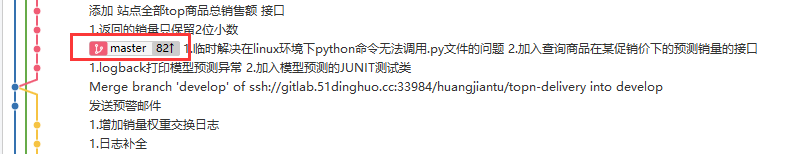 添加 站点全部top商品总销售额 接口
1.返回的销量只保留2位小数
master 82↑ 1.临时解决在linux环境下python命令无法调用.py文件的问题 2.加入查询商品在某促销价下的预测销量的接口
1.logback打印模型预测异常 2.加入模型预测的JUNIT测试类
Merge branch 'develop' of ssh://gitlab.51dinghuo.cc:33984/huangjiantu/topn-delivery into develop
发送预警邮件
1.增加销量权重交换日志
1.日志补全